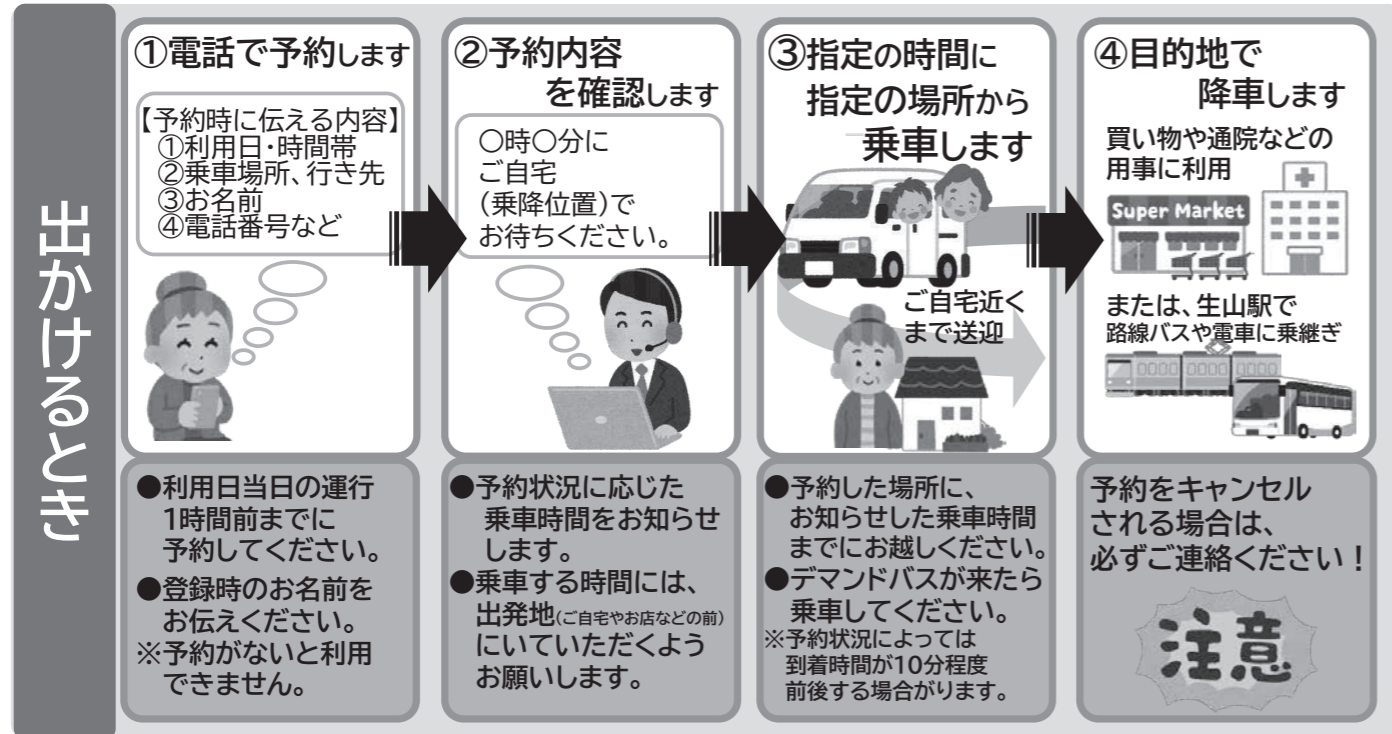 出かけるとき
①電話で予約します
【予約時に伝える内容】
①利用日・時間帯
②乗車場所、行き先
③お名前
④電話番号など
●利用日当日の運行
1時間前までに
予約してください。
●登録時のお名前を
お伝えください。
※予約がないと利用
できません。
②予約内容
を確認します
〇時〇分に
ご自宅
(乗降位置)で
お待ちください。
●予約状況に応じた
乗車時間をお知らせ
します。
●乗車する時間には、
出発地(ご自宅やお店などの前)
にいていただくよう
お願いします。
③指定の時間に
指定の場所から
乗車します
ご自宅近く
まで送迎
●予約した場所に、
お知らせした乗車時間
までにお越しください。
●デマンドバスが来たら
乗車してください。
※予約状況によっては
到着時間が10分程度
前後する場合がります。
④目的地で
降車します
買い物や通院などの
用事に利用
Super Market
または、生山駅で
路線バスや電車に乗継ぎ
予約をキャンセル
される場合は、
必ずご連絡ください！
注意